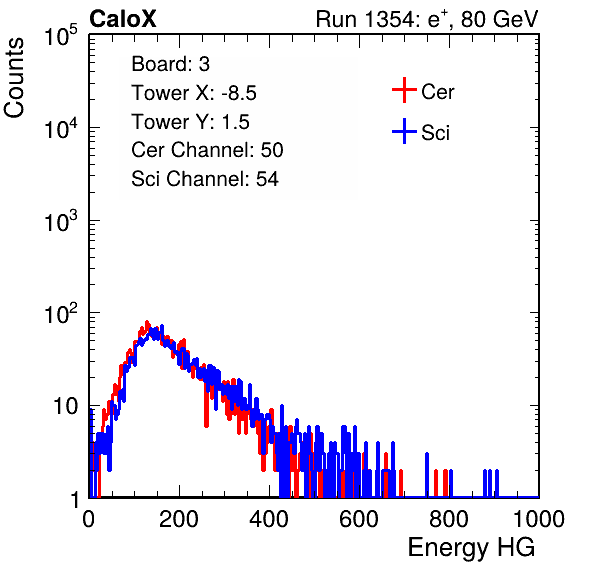 CaloX Run 1354: e⁺, 80 GeV
Counts
Board: 3
Tower X: -8.5
Tower Y: 1.5
Cer Channel: 50
Sci Channel: 54
Cer
Sci
10⁵
10⁴
10³
10²
10
1
0 200 400 600 800 1000
Energy HG